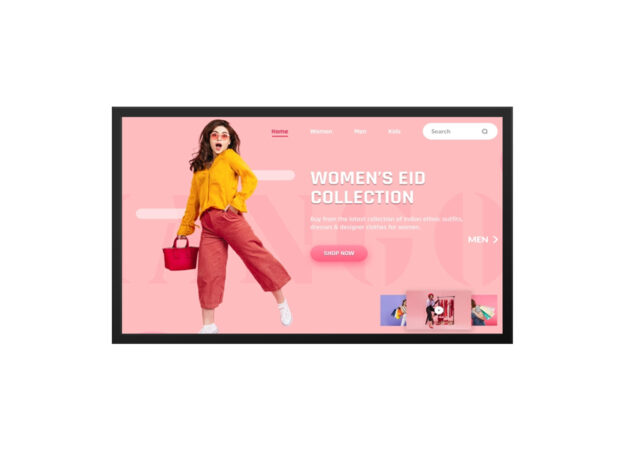 Home Women Men Kids Search
WOMEN'S EID
COLLECTION
Buy from the latest collection of Indian ethnic outfits,
dresses & designer clothes for women.
MEN
SHOP NOW